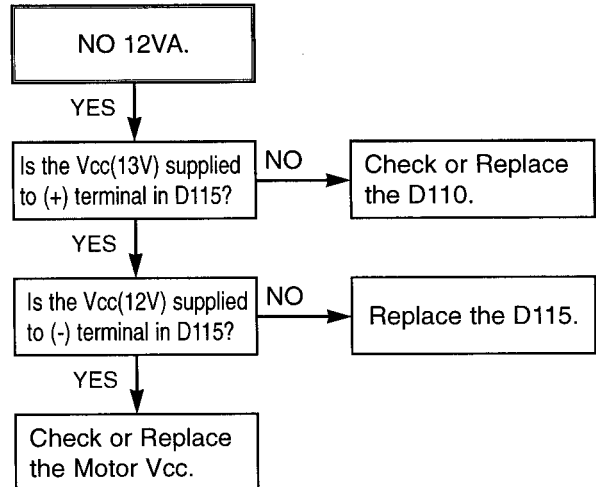 NO 12VA.
YES
Is the Vcc(13V) supplied
to (+) terminal in D115?
NO
Check or Replace
the D110.
YES
Is the Vcc(12V) supplied
to (-) terminal in D115?
NO
Replace the D115.
YES
Check or Replace
the Motor Vcc.